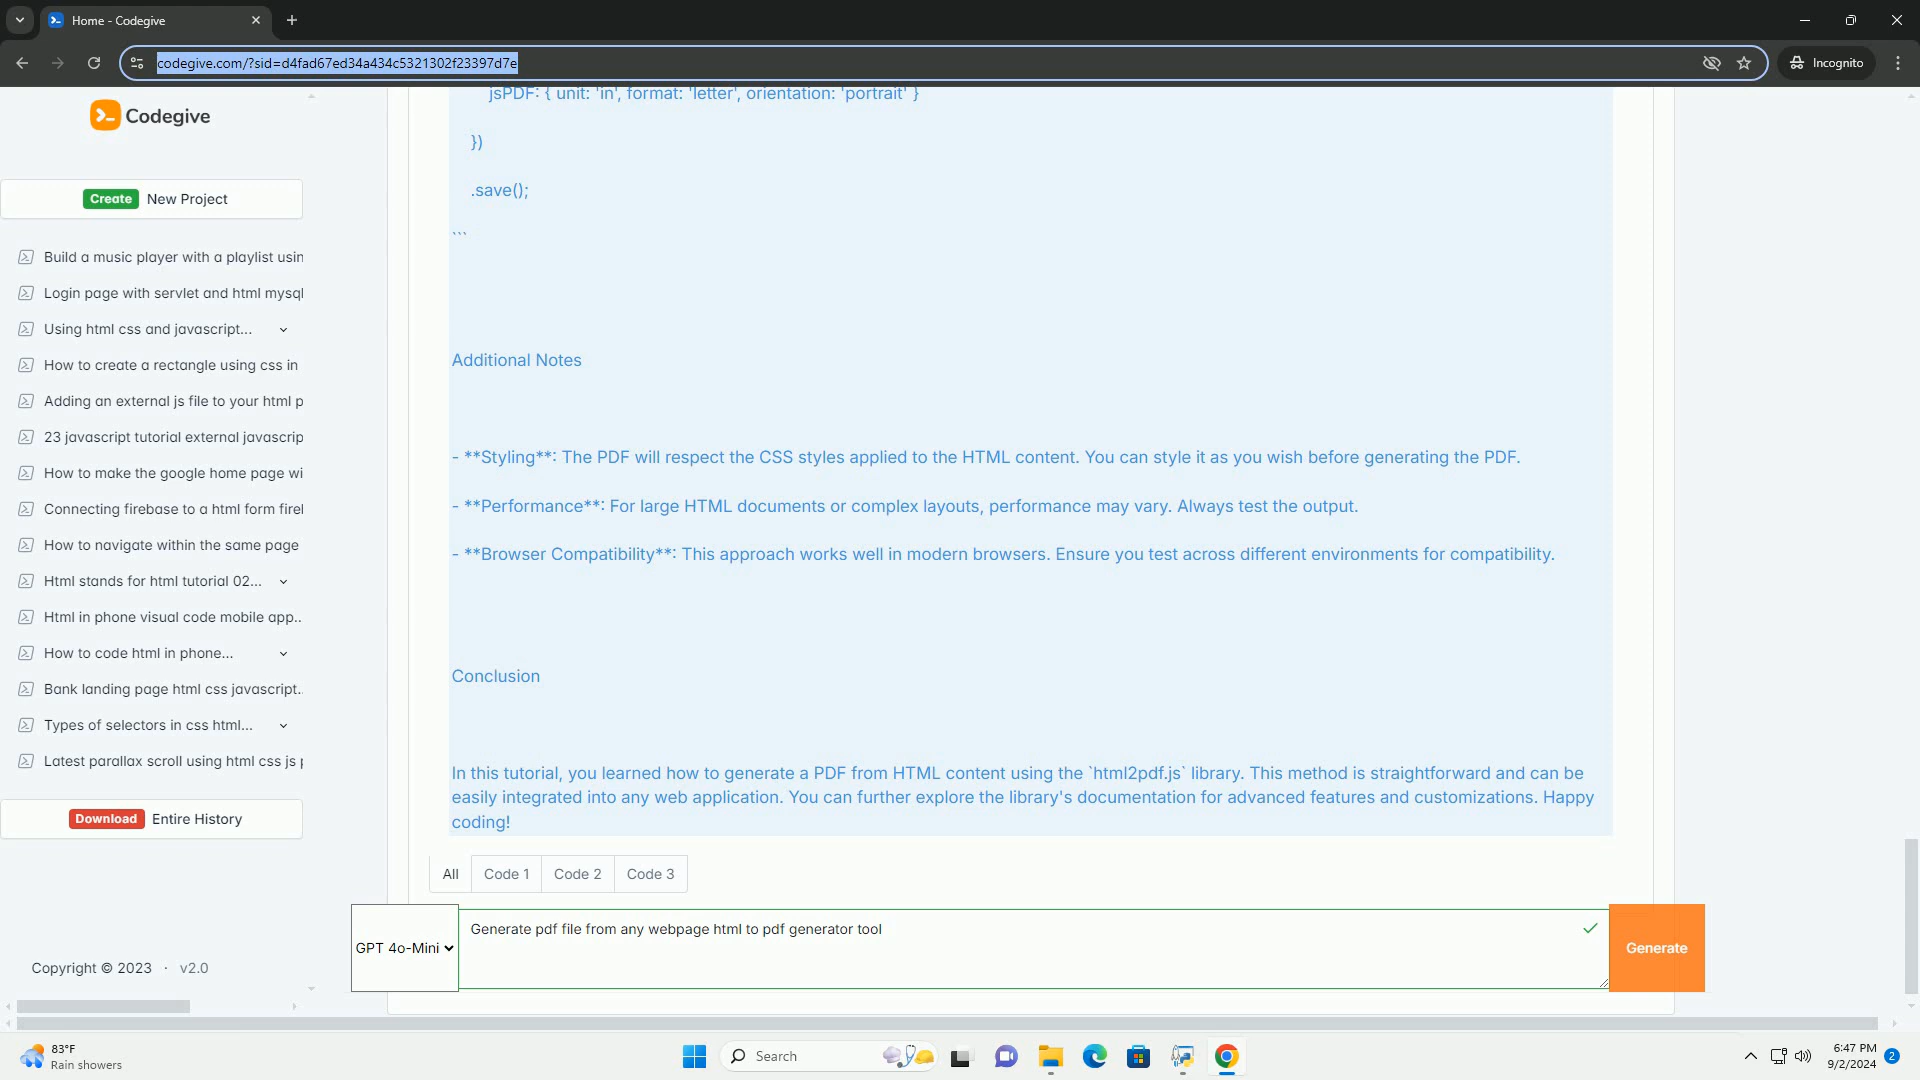 Home - Codegive
codegive.com/?sid=d4fad67ed34a434c5321302f23397d7e
Incognito
Codegive
Create New Project
Build a music player with a playlist usin
Login page with servlet and html mysql
Using html css and javascript...
How to create a rectangle using css in
Adding an external js file to your html p
23 javascript tutorial external javascrip
How to make the google home page wi
Connecting firebase to a html form firel
How to navigate within the same page
Html stands for html tutorial 02...
Html in phone visual code mobile app..
How to code html in phone...
Bank landing page html css javascript..
Types of selectors in css html...
Latest parallax scroll using html css js p
Download Entire History
Copyright © 2023 · v2.0
jsPDF: { unit: 'in', format: 'letter', orientation: 'portrait' }
})
.save();
```
Additional Notes
- **Styling**: The PDF will respect the CSS styles applied to the HTML content. You can style it as you wish before generating the PDF.
- **Performance**: For large HTML documents or complex layouts, performance may vary. Always test the output.
- **Browser Compatibility**: This approach works well in modern browsers. Ensure you test across different environments for compatibility.
Conclusion
In this tutorial, you learned how to generate a PDF from HTML content using the `html2pdf.js` library. This method is straightforward and can be
easily integrated into any web application. You can further explore the library's documentation for advanced features and customizations. Happy
coding!
All Code 1 Code 2 Code 3
GPT 4o-Mini
Generate pdf file from any webpage html to pdf generator tool
Generate
83°F
Rain showers
Search
6:47 PM
9/2/2024
2